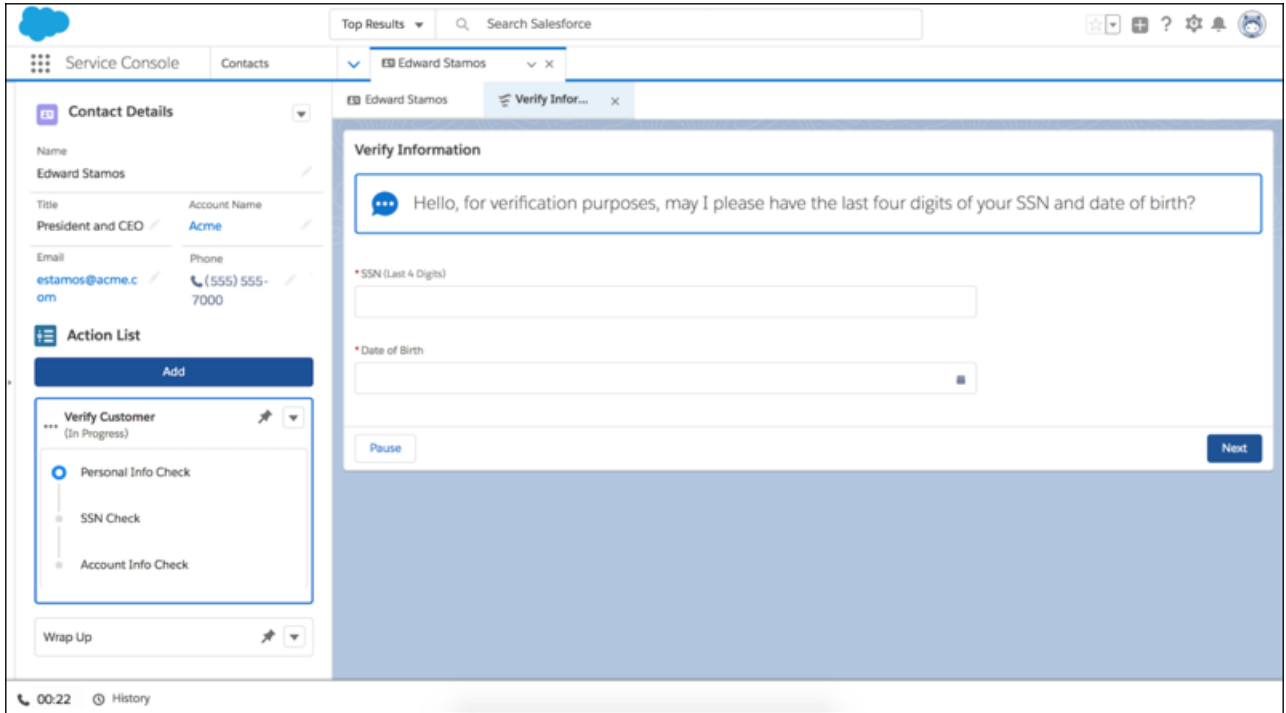 Top Results
Search Salesforce
Service Console
Contacts
Edward Stamos
Contact Details
Name
Edward Stamos
Title
Account Name
President and CEO
Acme
Email
Phone
estamos@acme.c
om
(555) 555-
7000
Action List
Add
Verify Customer
(In Progress)
Personal Info Check
SSN Check
Account Info Check
Wrap Up
Edward Stamos
Verify Infor...
Verify Information
Hello, for verification purposes, may I please have the last four digits of your SSN and date of birth?
*SSN (Last 4 Digits)
*Date of Birth
Pause
Next
00:22
History